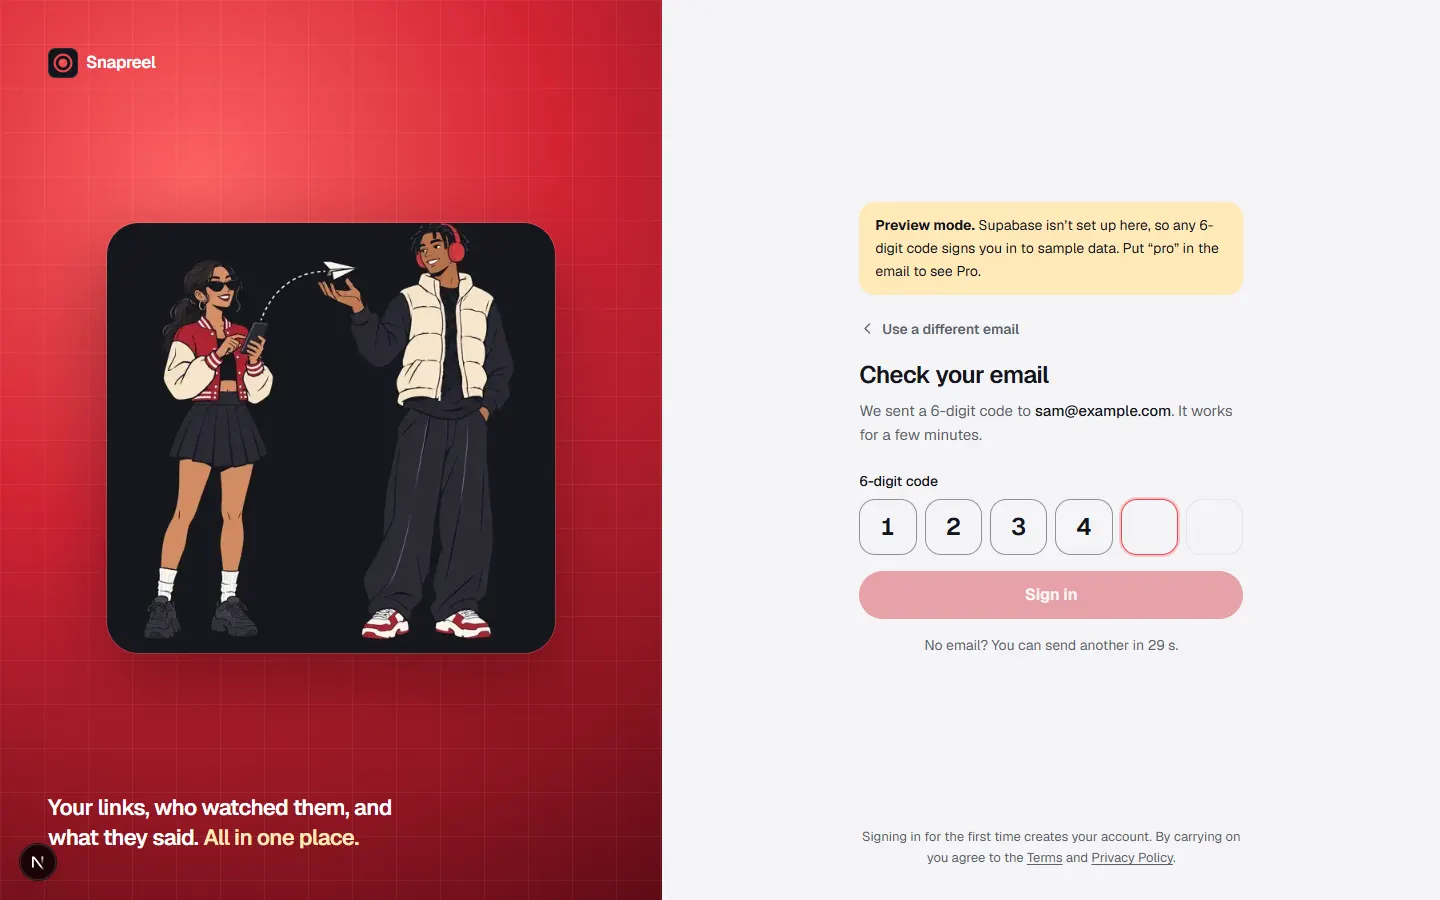 Snapreel
Your links, who watched them, and
what they said. All in one place.
N
Preview mode. Supabase isn’t set up here, so any 6-
digit code signs you in to sample data. Put “pro” in the
email to see Pro.
Use a different email
Check your email
We sent a 6-digit code to sam@example.com. It works
for a few minutes.
6-digit code
1 2 3 4
Sign in
No email? You can send another in 29 s.
Signing in for the first time creates your account. By carrying on
you agree to the Terms and Privacy Policy.